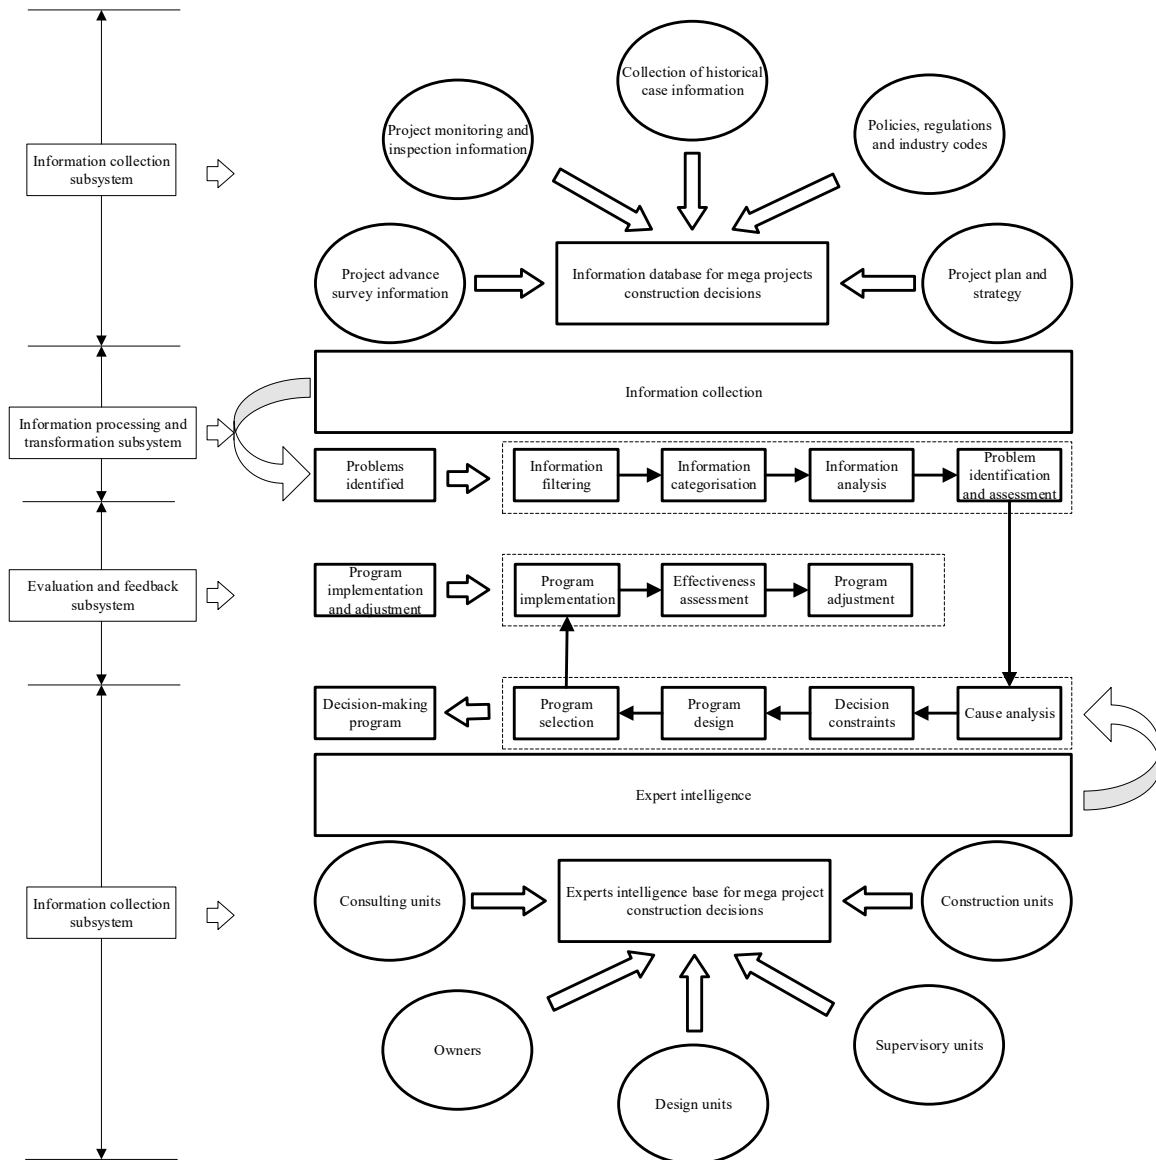 Collection of historical
case information
Project monitoring and
inspection information
Policies, regulations
and industry codes
Information collection
subsystem
Project advance
survey information
Information database for mega projects
construction decisions
Project plan and
strategy
Information collection
Information processing and
transformation subsystem
Problems
identified
Information
filtering
Information
categorisation
Information
analysis
Problem
identification
and assessment
Evaluation and feedback
subsystem
Program
implementation
and adjustment
Program
implementation
Effectiveness
assessment
Program
adjustment
Decision-making
program
Program
selection
Program
design
Decision
constraints
Cause analysis
Expert intelligence
Information collection
subsystem
Consulting units
Experts intelligence base for mega project
construction decisions
Construction units
Owners
Supervisory units
Design units